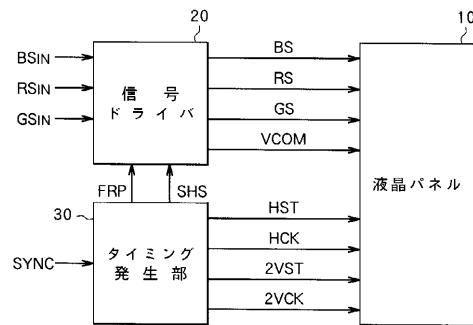 20
10
BSIN
RSIN
GSIN
信号
ドライバ
BS
RS
GS
VCOM
FRP
SHS
液晶パネル
30
SYNC
タイミング
発生部
HST
HCK
2VST
2VCK